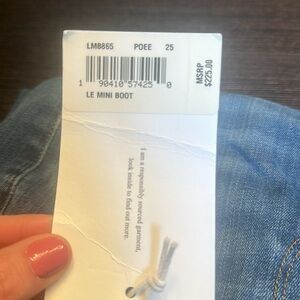 LMB865 POEE 25
1 90410 57425 0
LE MINI BOOT
MSRP
$225.00
I am a responsibly sourced garment,
look inside to find out more.